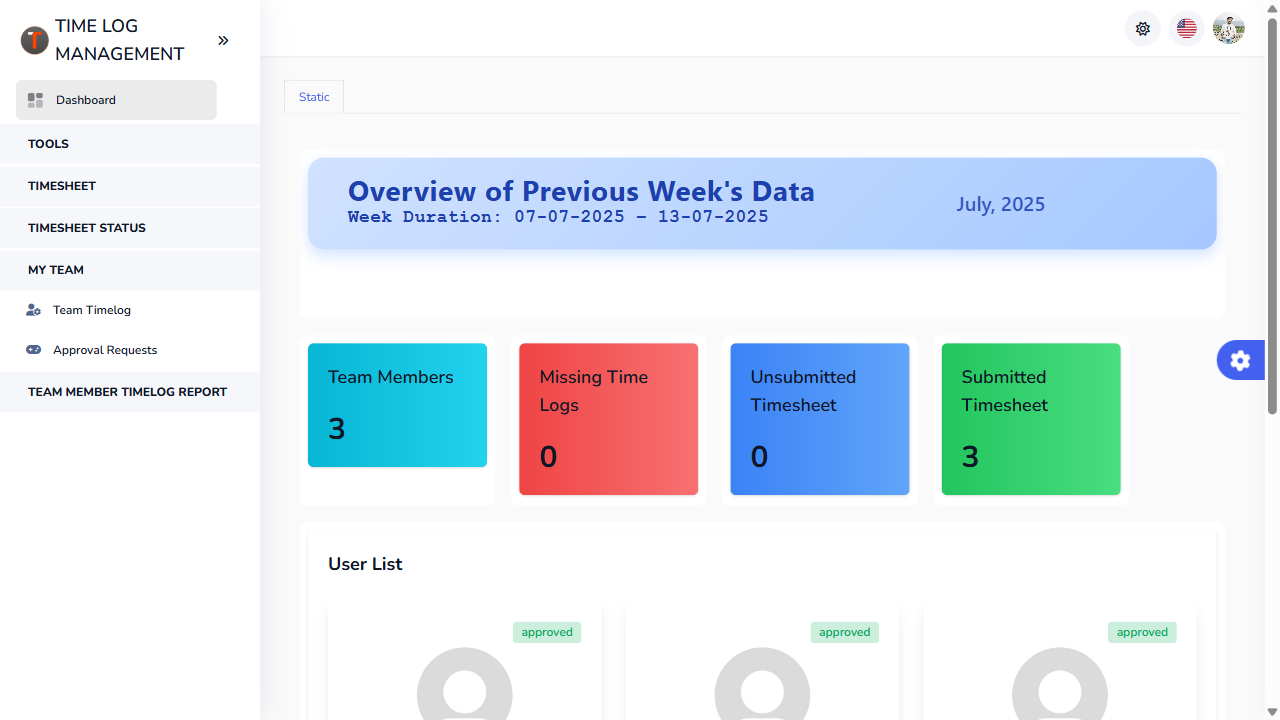 TIME LOG
MANAGEMENT
Dashboard
TOOLS
TIMESHEET
TIMESHEET STATUS
MY TEAM
Team Timelog
Approval Requests
TEAM MEMBER TIMELOG REPORT
Static
Overview of Previous Week's Data
Week Duration: 07-07-2025 – 13-07-2025
July, 2025
Team Members
3
Missing Time
Logs
0
Unsubmitted
Timesheet
0
Submitted
Timesheet
3
User List
approved
approved
approved